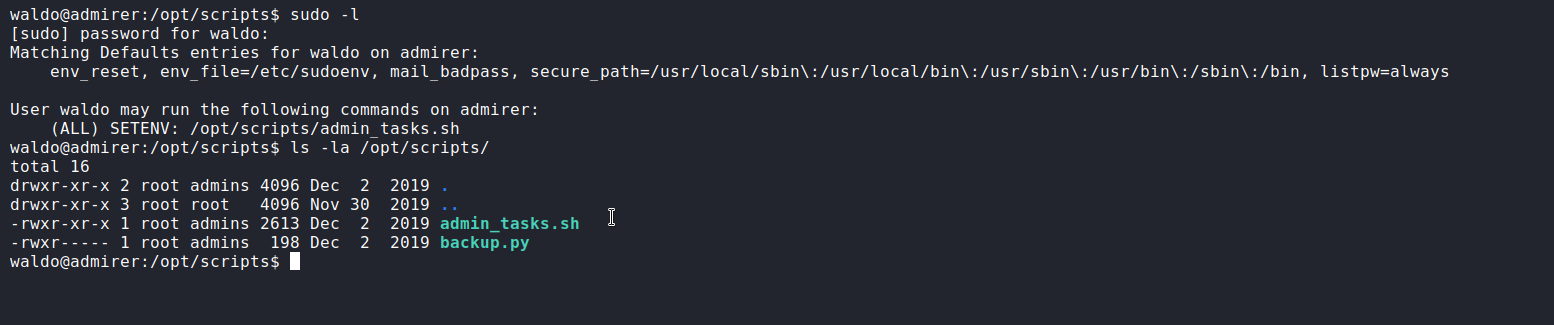 waldo@admirer:/opt/scripts$ sudo -l
[sudo] password for waldo:
Matching Defaults entries for waldo on admirer:
    env_reset, env_file=/etc/sudoenv, mail_badpass, secure_path=/usr/local/sbin\:/usr/local/bin\:/usr/sbin\:/usr/bin\:/sbin\:/bin, listpw=always

User waldo may run the following commands on admirer:
    (ALL) SETENV: /opt/scripts/admin_tasks.sh
waldo@admirer:/opt/scripts$ ls -la /opt/scripts/
total 16
drwxr-xr-x 2 root admins 4096 Dec  2  2019 .
drwxr-xr-x 3 root root   4096 Nov 30  2019 ..
-rwxr-xr-x 1 root admins 2613 Dec  2  2019 admin_tasks.sh
-rwxr----- 1 root admins  198 Dec  2  2019 backup.py
waldo@admirer:/opt/scripts$